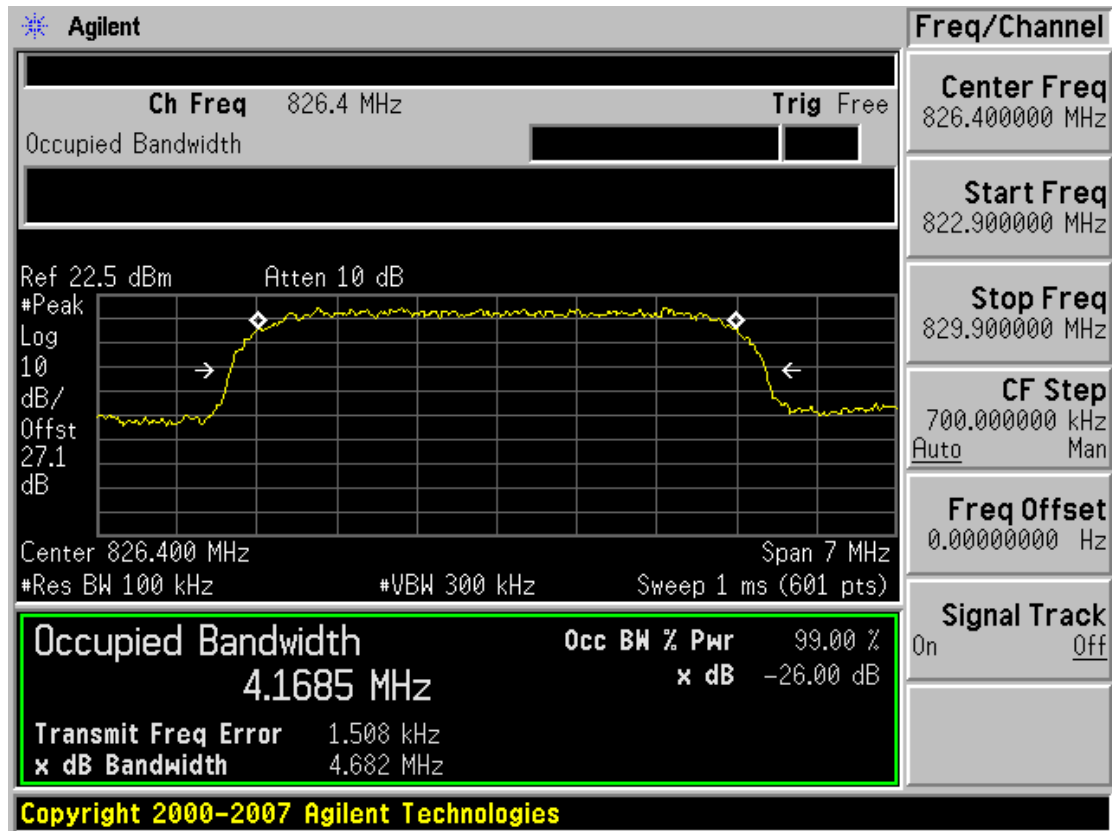 Agilent
Ch Freq 826.4 MHz Trig Free
Occupied Bandwidth
Ref 22.5 dBm Atten 10 dB
#Peak
Log
10
dB/
Offst
27.1
dB
Center 826.400 MHz Span 7 MHz
#Res BW 100 kHz #VBW 300 kHz Sweep 1 ms (601 pts)
Occupied Bandwidth Occ BW % Pwr 99.00 %
4.1685 MHz x dB -26.00 dB
Transmit Freq Error 1.508 kHz
x dB Bandwidth 4.682 MHz
Copyright 2000-2007 Agilent Technologies
Freq/Channel
Center Freq
826.400000 MHz
Start Freq
822.900000 MHz
Stop Freq
829.900000 MHz
CF Step
700.000000 kHz
Auto Man
Freq Offset
0.00000000 Hz
Signal Track
On Off